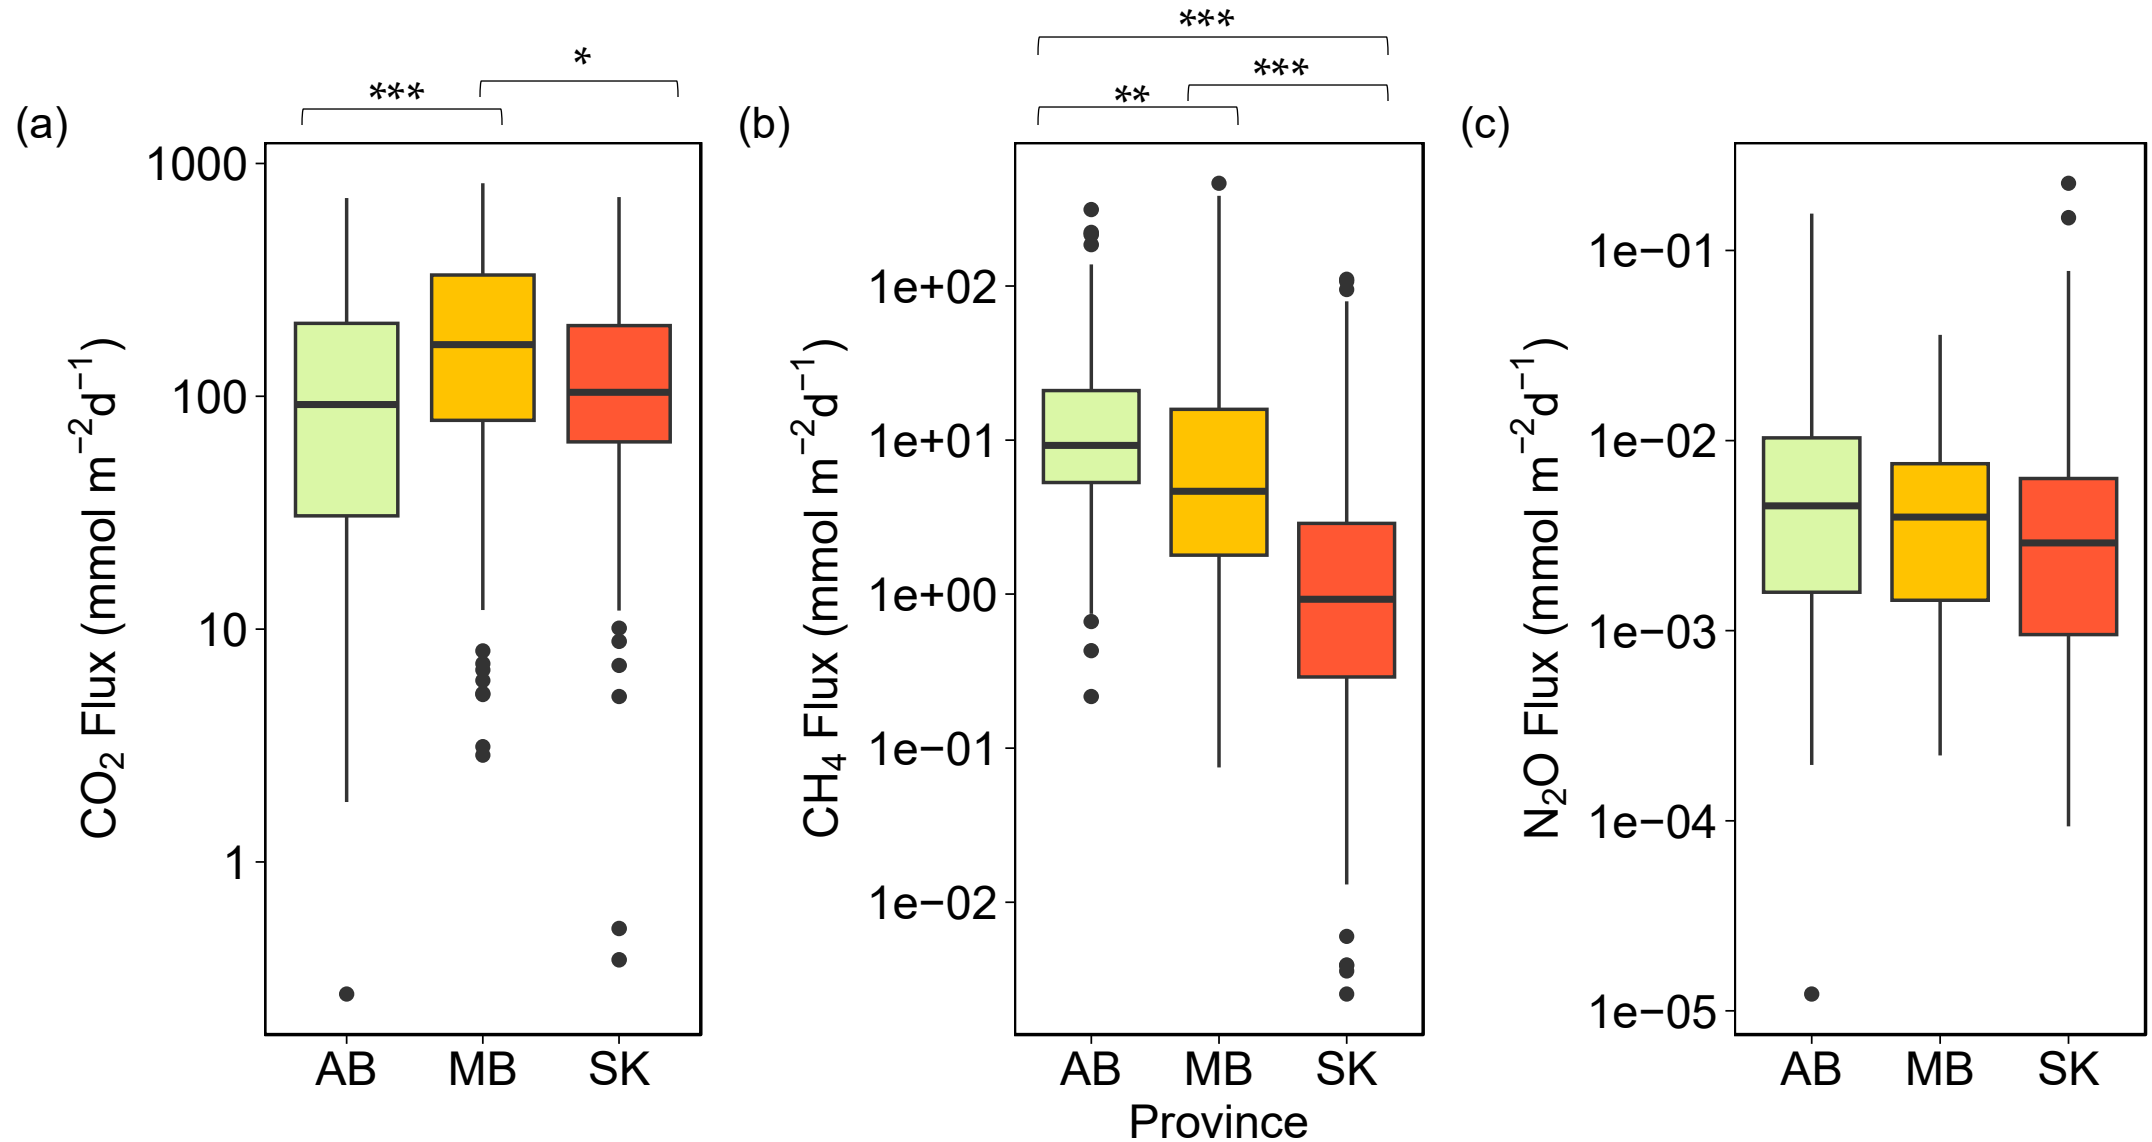 (a)
***
*
CO₂ Flux (mmol m⁻²d⁻¹)
1000
100
10
1
AB MB SK
(b)
***
***
**
CH₄ Flux (mmol m⁻²d⁻¹)
1e+02
1e+01
1e+00
1e−01
1e−02
AB MB SK
Province
(c)
N₂O Flux (mmol m⁻²d⁻¹)
1e−01
1e−02
1e−03
1e−04
1e−05
AB MB SK